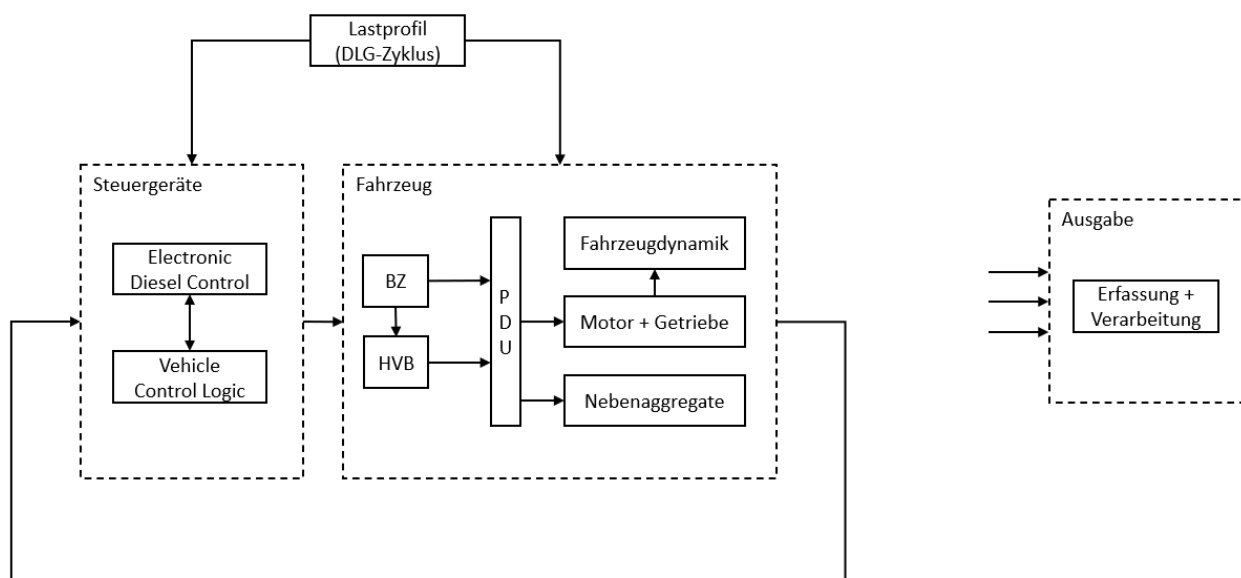 Lastprofil
(DLG-Zyklus)
Steuergeräte
Electronic
Diesel Control
Vehicle
Control Logic
Fahrzeug
BZ
HVB
P
D
U
Fahrzeugdynamik
Motor + Getriebe
Nebenaggregate
Ausgabe
Erfassung +
Verarbeitung